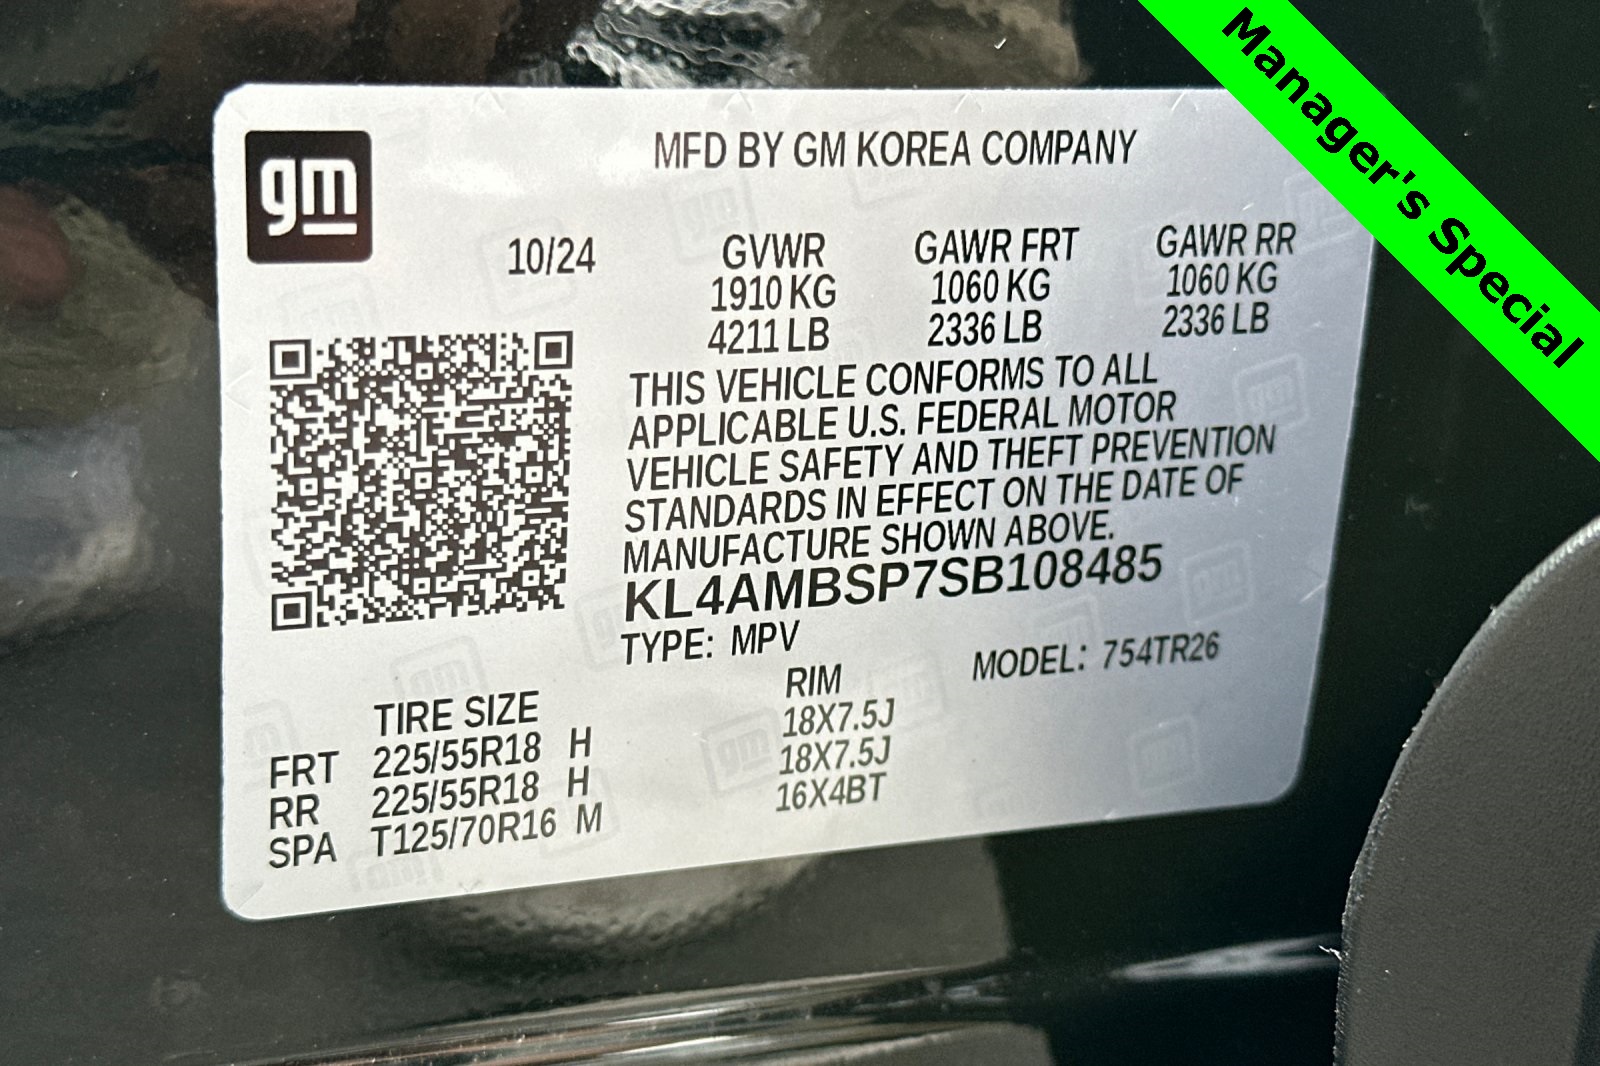 Manager's Special
gm
MFD BY GM KOREA COMPANY
10/24
GVWR GAWR FRT GAWR RR
1910 KG 1060 KG 1060 KG
4211 LB 2336 LB 2336 LB
THIS VEHICLE CONFORMS TO ALL
APPLICABLE U.S. FEDERAL MOTOR
VEHICLE SAFETY AND THEFT PREVENTION
STANDARDS IN EFFECT ON THE DATE OF
MANUFACTURE SHOWN ABOVE.
KL4AMBSP7SB108485
TYPE: MPV MODEL: 754TR26
TIRE SIZE RIM
FRT 225/55R18 H 18X7.5J
RR 225/55R18 H 18X7.5J
SPA T125/70R16 M 16X4BT